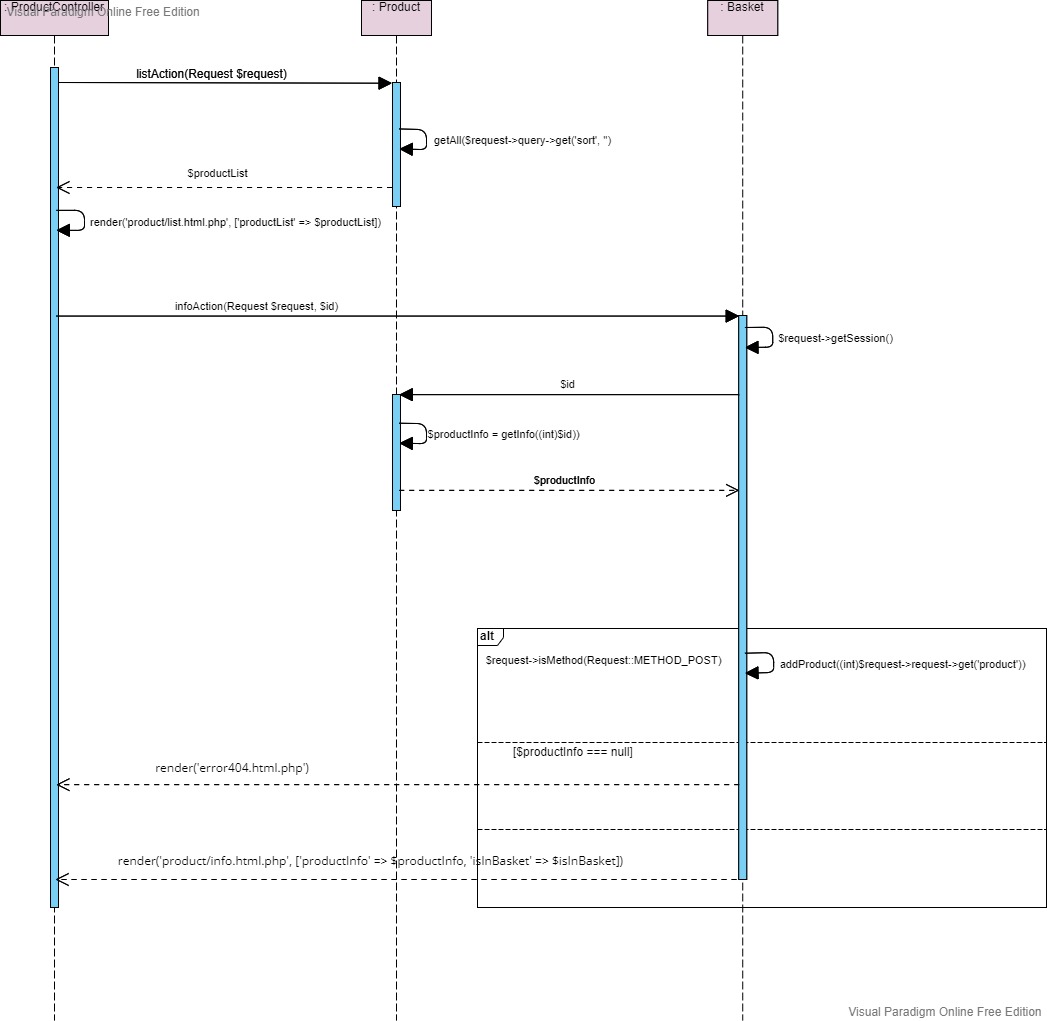 : ProductController
Visual Paradigm Online Free Edition
: Product
: Basket
listAction(Request $request)
getAll($request->query->get('sort', '')
$productList
render('product/list.html.php', ['productList' => $productList])
infoAction(Request $request, $id)
$request->getSession()
$id
$productInfo = getInfo((int)$id))
$productInfo
alt
$request->isMethod(Request::METHOD_POST)
addProduct((int)$request->request->get('product'))
[$productInfo === null]
render('error404.html.php')
render('product/info.html.php', ['productInfo' => $productInfo, 'isInBasket' => $isInBasket])
Visual Paradigm Online Free Edition